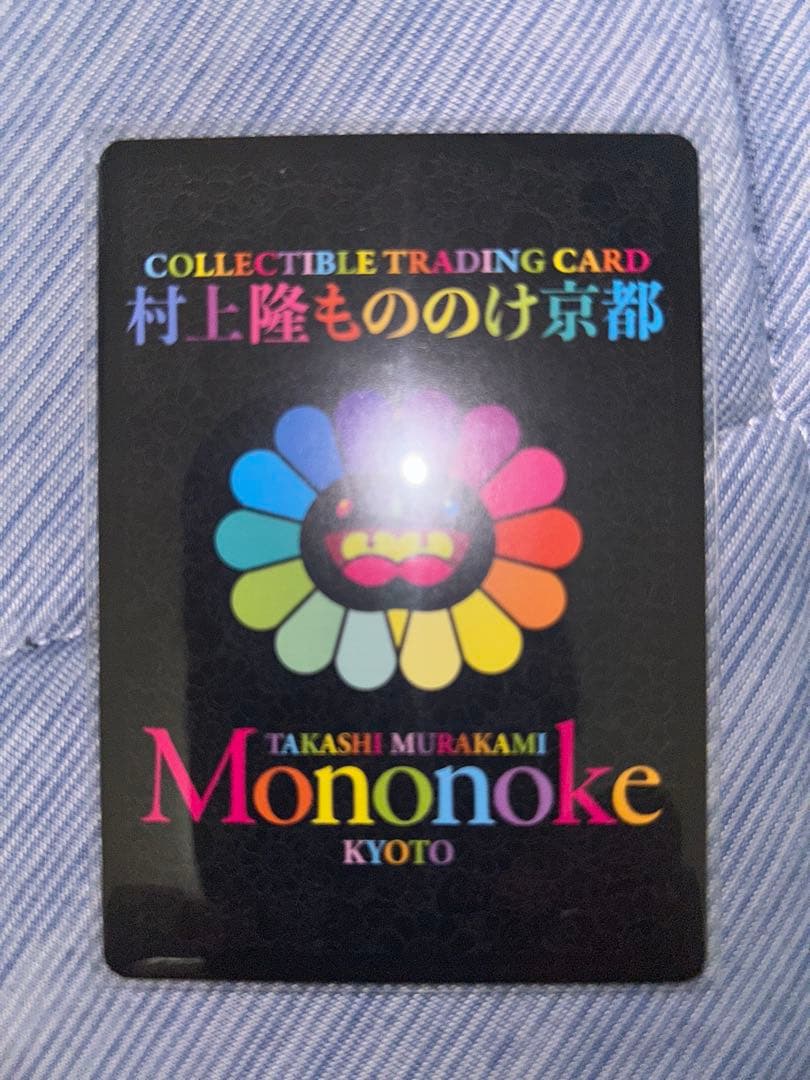 COLLECTIBLE TRADING CARD
村上隆もののけ京都
TAKASHI MURAKAMI
Mononoke
KYOTO